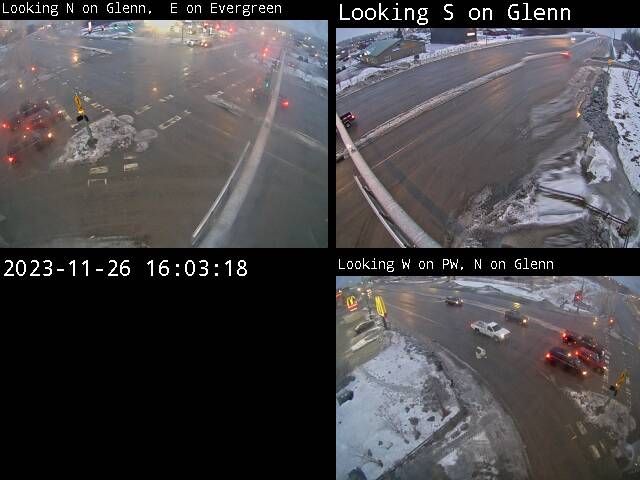 Looking N on Glenn,  E on Evergreen
Looking S on Glenn
2023-11-26 16:03:18
Looking W on PW, N on Glenn